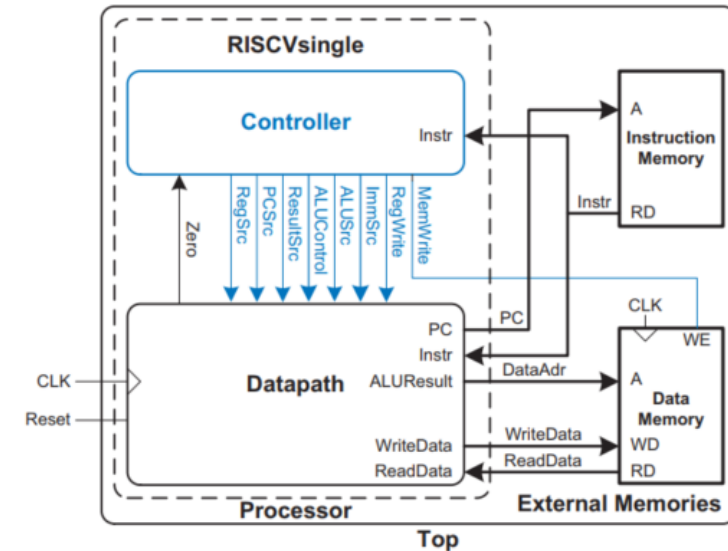 RISCVsingle
Controller
Instr
Zero
RegSrc
PCSrc
ResultSrc
ALUControl
ALUSrc
ImmSrc
RegWrite
MemWrite
A
Instruction
Memory
Instr
RD
CLK
Reset
Datapath
PC
Instr
ALUResult
WriteData
ReadData
PC
DataAdr
WriteData
ReadData
CLK
WE
A
Data
Memory
WD
RD
Processor
External Memories
Top